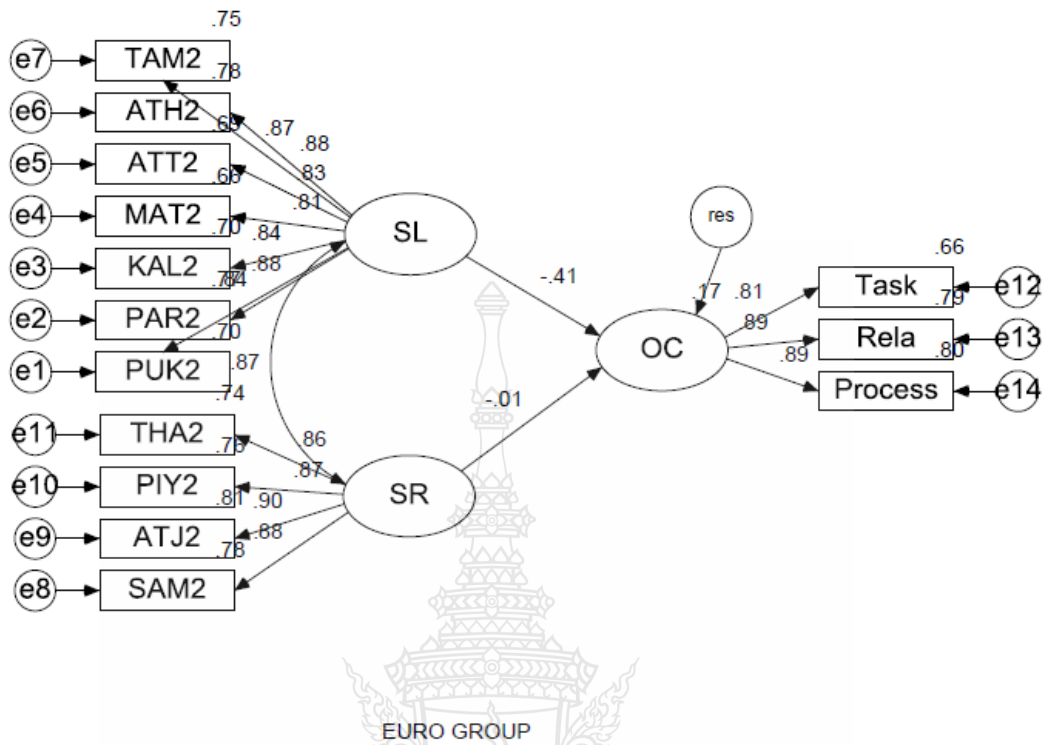 .75
e7 TAM2
.78
e6 ATH2
.87
.88
e5 ATT2
.83
.66
.81
e4 MAT2
SL
res
.70
.84
e3 KAL2
.88
.84
-.41
.66
.17
.81
Task
e12
e2 PAR2
.79
.70
.89
Rela
e13
OC
.89
.80
e1 PUK2
.87
Process
e14
.74
-.01
e11 THA2
.86
.76
.87
e10 PIY2
SR
.81
.90
e9 ATJ2
.88
.78
e8 SAM2
EURO GROUP